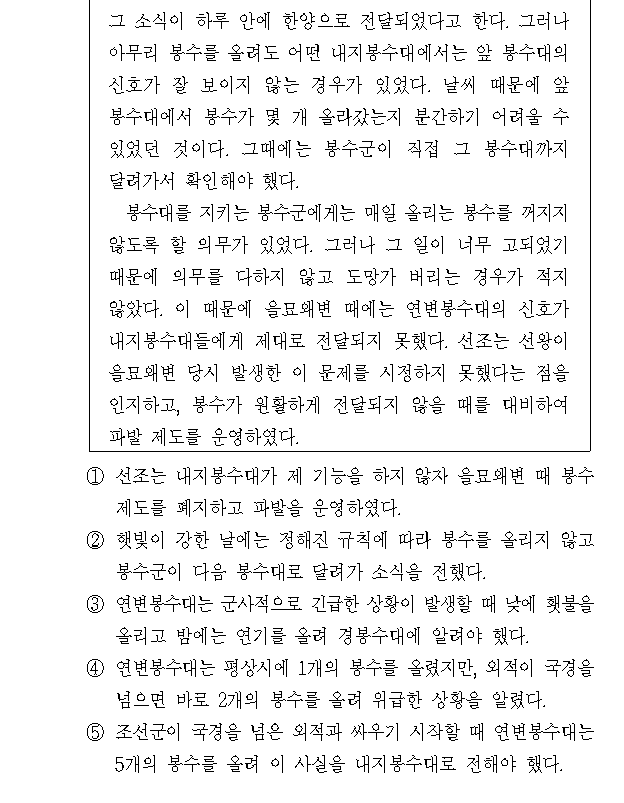 그 소식이 하루 안에 한양으로 전달되었다고 한다. 그러나
아무리 봉수를 올려도 어떤 내지봉수대에서는 앞 봉수대의
신호가 잘 보이지 않는 경우가 있었다. 날씨 때문에 앞
봉수대에서 봉수가 몇 개 올라갔는지 분간하기 어려울 수
있었던 것이다. 그때에는 봉수군이 직접 그 봉수대까지
달려가서 확인해야 했다.
봉수대를 지키는 봉수군에게는 매일 올리는 봉수를 꺼지지
않도록 할 의무가 있었다. 그러나 그 일이 너무 고되었기
때문에 의무를 다하지 않고 도망가 버리는 경우가 적지
않았다. 이 때문에 을묘왜변 때에는 연변봉수대의 신호가
내지봉수대들에게 제대로 전달되지 못했다. 선조는 선왕이
을묘왜변 당시 발생한 이 문제를 시정하지 못했다는 점을
인지하고, 봉수가 원활하게 전달되지 않을 때를 대비하여
파발 제도를 운영하였다.
① 선조는 내지봉수대가 제 기능을 하지 않자 을묘왜변 때 봉수
제도를 폐지하고 파발을 운영하였다.
② 햇빛이 강한 날에는 정해진 규칙에 따라 봉수를 올리지 않고
봉수군이 다음 봉수대로 달려가 소식을 전했다.
③ 연변봉수대는 군사적으로 긴급한 상황이 발생할 때 낮에 횃불을
올리고 밤에는 연기를 올려 경봉수대에 알려야 했다.
④ 연변봉수대는 평상시에 1개의 봉수를 올렸지만, 외적이 국경을
넘으면 바로 2개의 봉수를 올려 위급한 상황을 알렸다.
⑤ 조선군이 국경을 넘은 외적과 싸우기 시작할 때 연변봉수대는
5개의 봉수를 올려 이 사실을 내지봉수대로 전해야 했다.